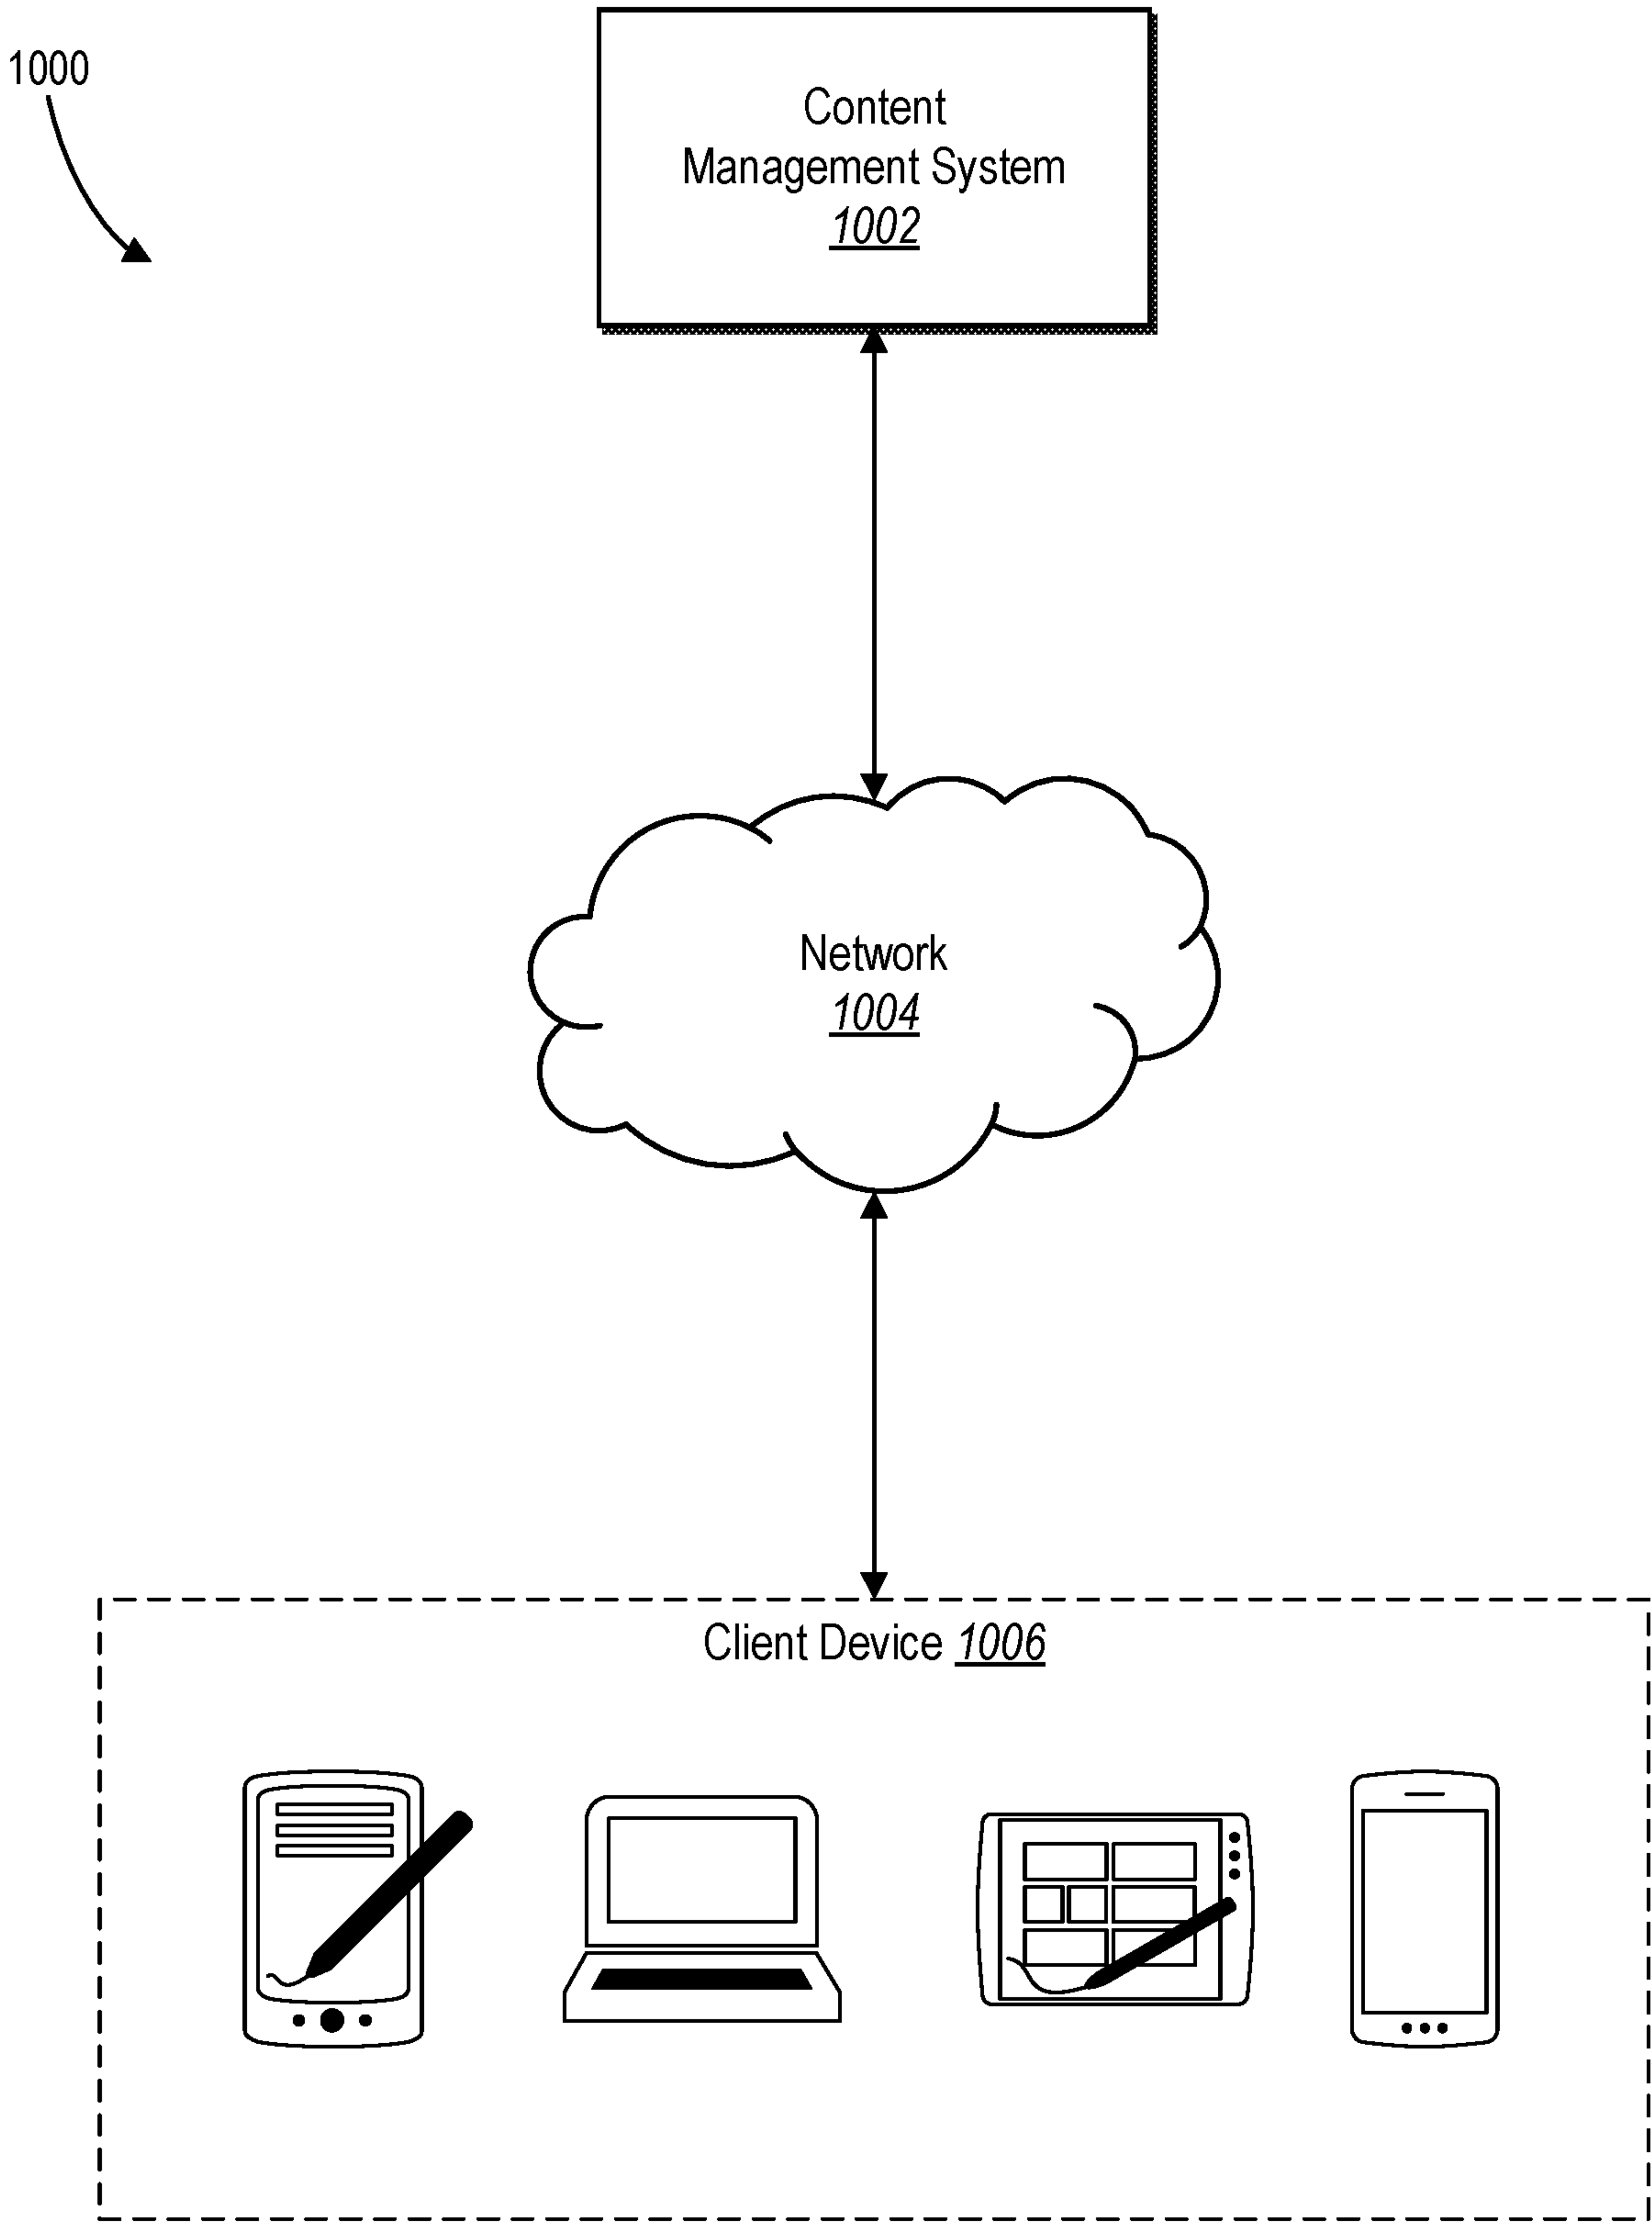 1000
Content
Management System
1002
Network
1004
Client Device 1006